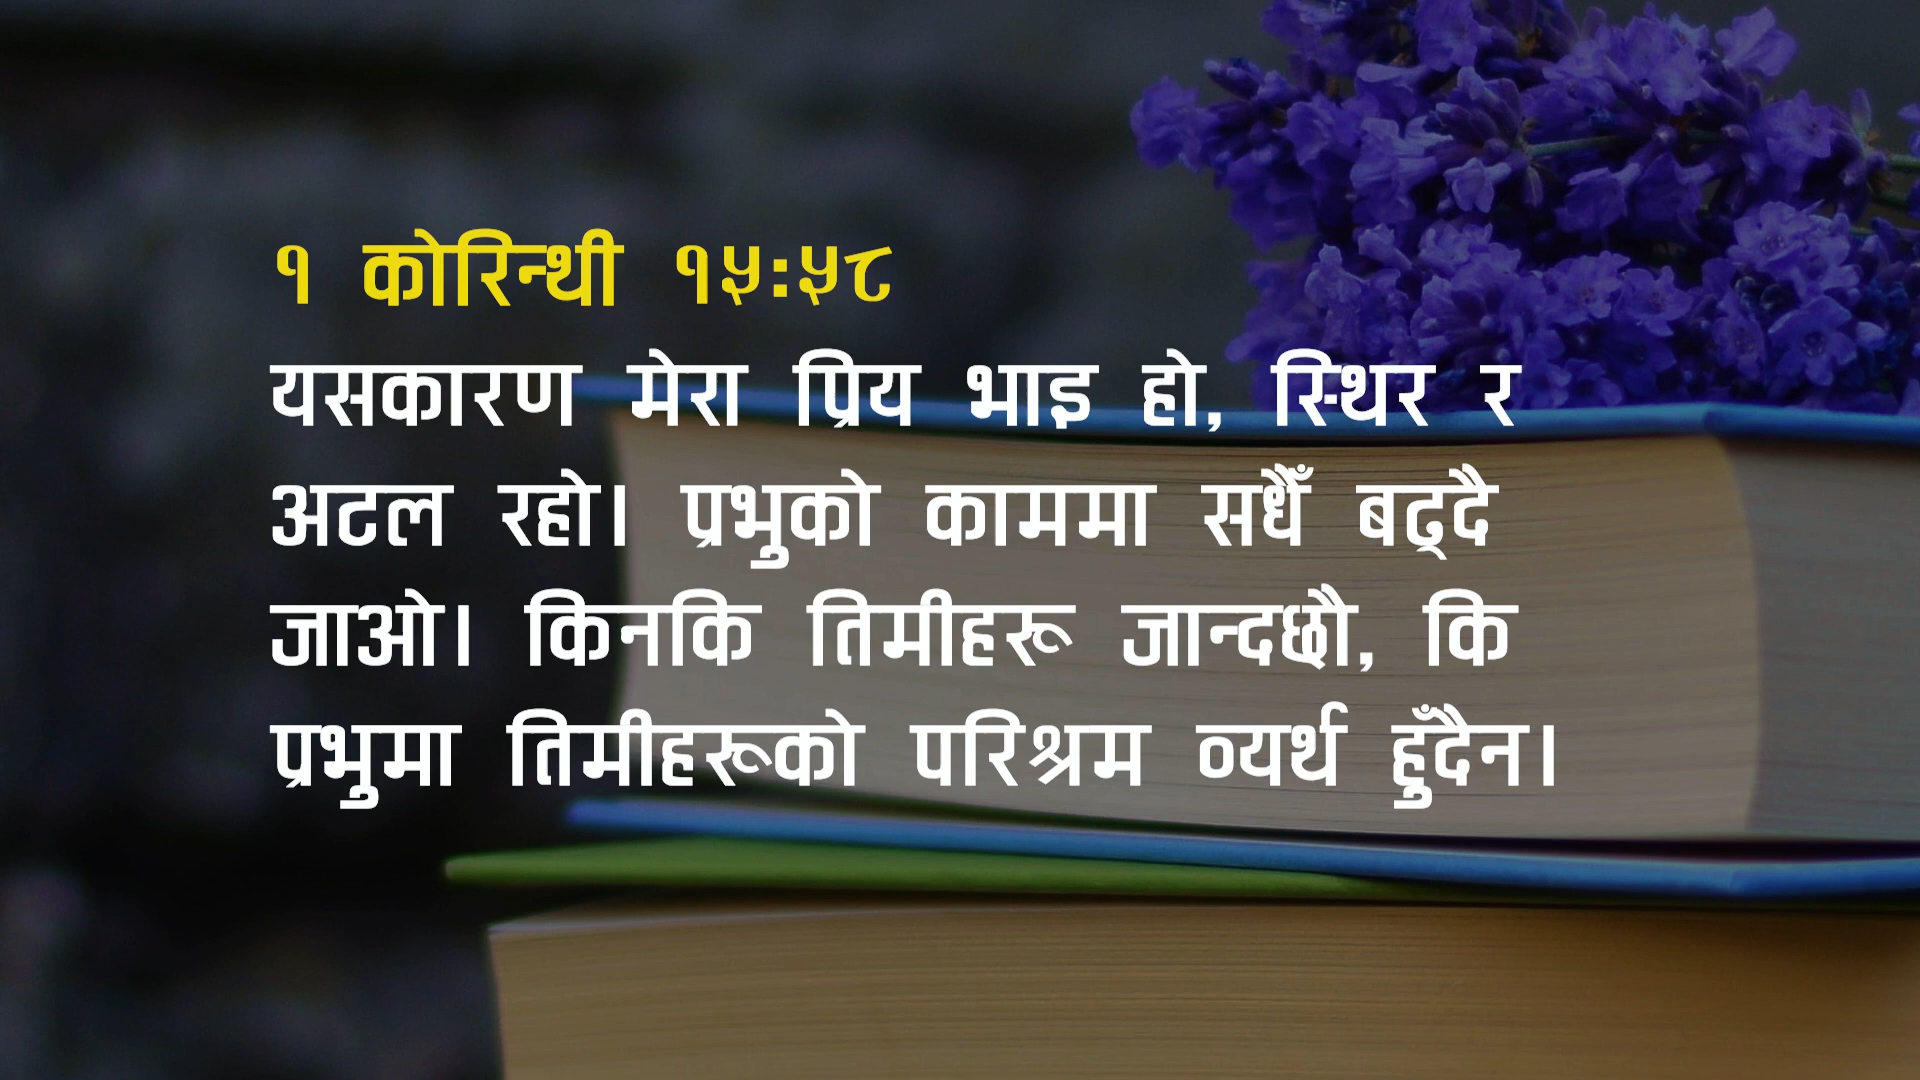 १ कोरिन्थी १५:५८
यसकारण मेरा प्रिय भाइ हो, स्थिर र
अटल रहो। प्रभुको काममा सधैँ बढ्दै
जाओ। किनकि तिमीहरू जान्दछौ, कि
प्रभुमा तिमीहरूको परिश्रम व्यर्थ हुँदैन।